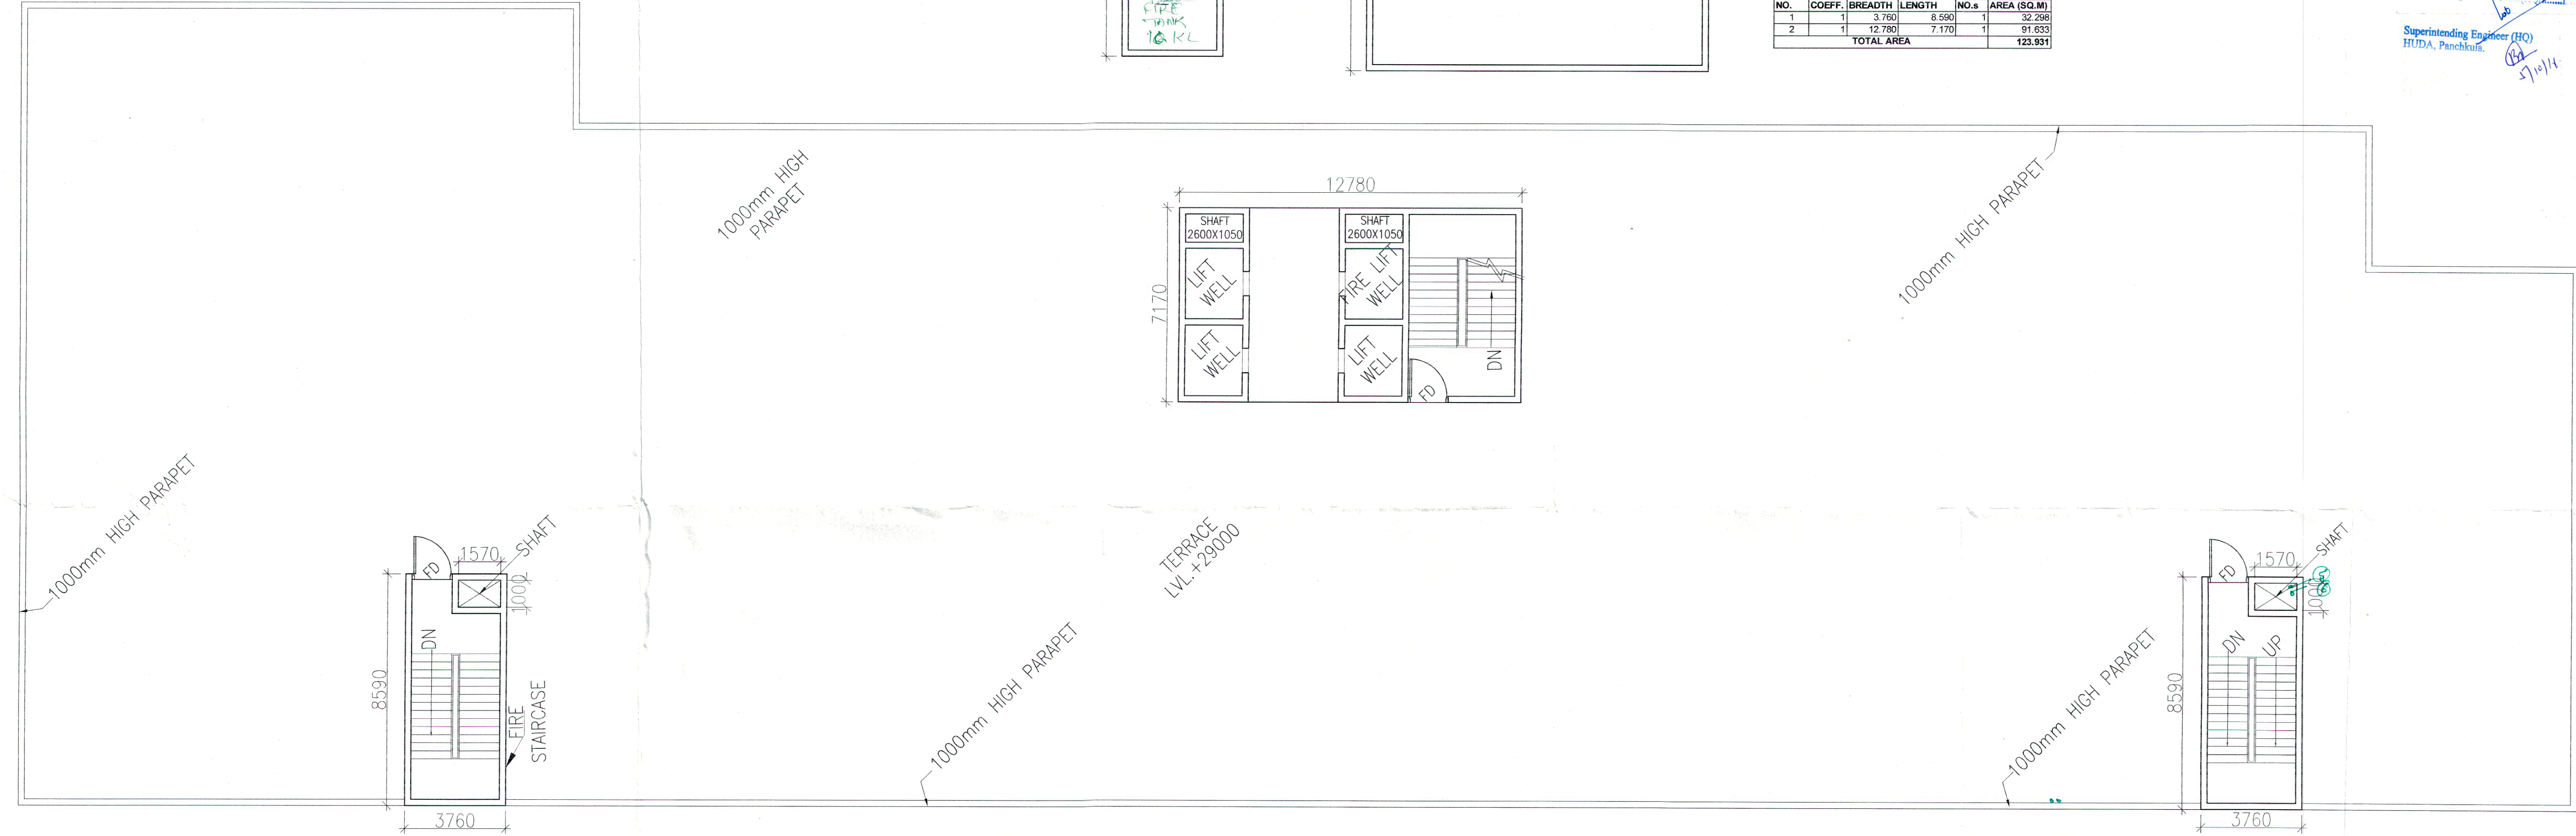 FIRE
TANK
10 KL
NO. COEFF. BREADTH LENGTH NO.s AREA (SQ.M)
1 1 3.760 8.590 1 32.298
2 1 12.780 7.170 1 91.633
TOTAL AREA 123.931
Superintending Engineer (HQ)
HUDA, Panchkula.
1000mm HIGH
PARAPET
12780
7170
SHAFT
2600X1050
SHAFT
2600X1050
LIFT
WELL
FIRE LIFT
WELL
LIFT
WELL
LIFT
WELL
DN
FD
1000mm HIGH PARAPET
1000mm HIGH PARAPET
FD
1570
SHAFT
1000
DN
8590
FIRE
STAIRCASE
3760
TERRACE
LVL.+29000
1000mm HIGH PARAPET
1000mm HIGH PARAPET
FD
1570
SHAFT
DN
UP
8590
3760